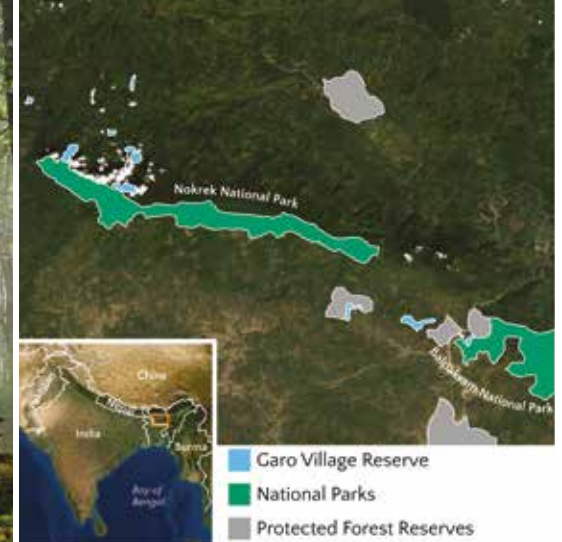 Nokrek National Park
Balpakram National Park
China
Nepal
India
Burma
Bay of
Bengal
Garo Village Reserve
National Parks
Protected Forest Reserves